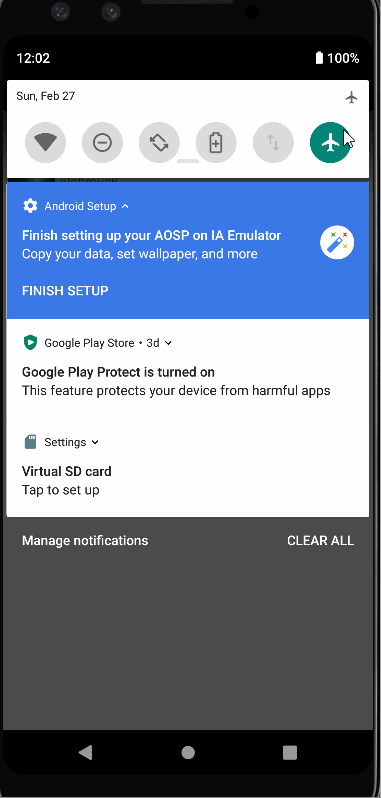 12:02
100%
Sun, Feb 27
Android Setup
Finish setting up your AOSP on IA Emulator
Copy your data, set wallpaper, and more
FINISH SETUP
Google Play Store • 3d
Google Play Protect is turned on
This feature protects your device from harmful apps
Settings
Virtual SD card
Tap to set up
Manage notifications
CLEAR ALL